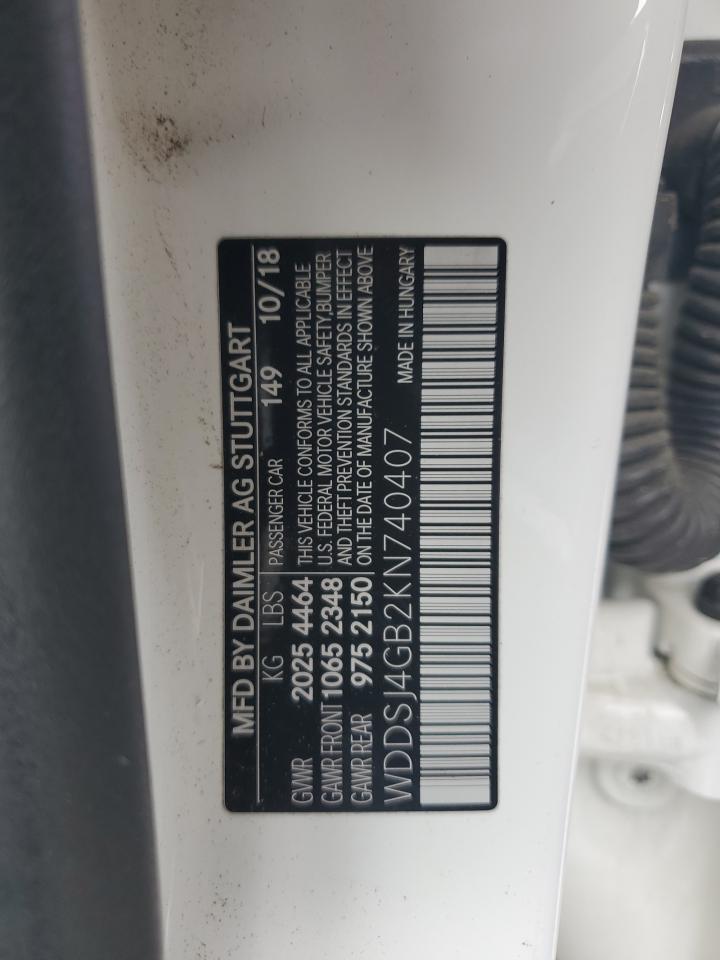 MFD BY DAIMLER AG STUTTGART
KG LBS PASSENGER CAR 149 10/18
GVWR 2025 4464 THIS VEHICLE CONFORMS TO ALL APPLICABLE
GAWR FRONT 1065 2348 U.S. FEDERAL MOTOR VEHICLE SAFETY,BUMPER
GAWR REAR 975 2150 AND THEFT PREVENTION STANDARDS IN EFFECT
ON THE DATE OF MANUFACTURE SHOWN ABOVE
WDDSJ4GB2KN740407 MADE IN HUNGARY